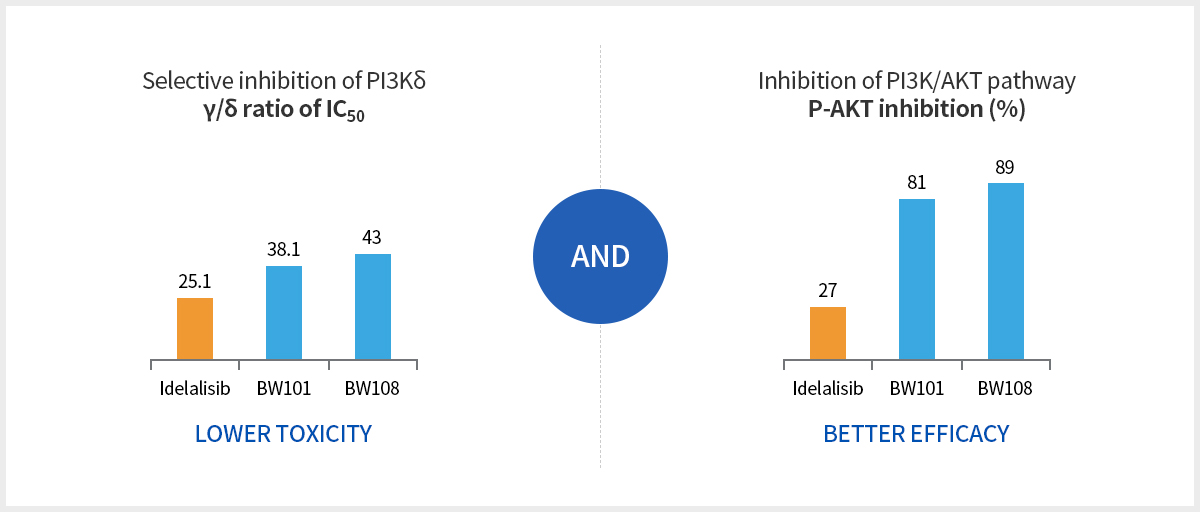 Selective inhibition of PI3Kδ
γ/δ ratio of IC50
25.1
38.1
43
Idelalisib BW101 BW108
LOWER TOXICITY
AND
Inhibition of PI3K/AKT pathway
P-AKT inhibition (%)
27
81
89
Idelalisib BW101 BW108
BETTER EFFICACY